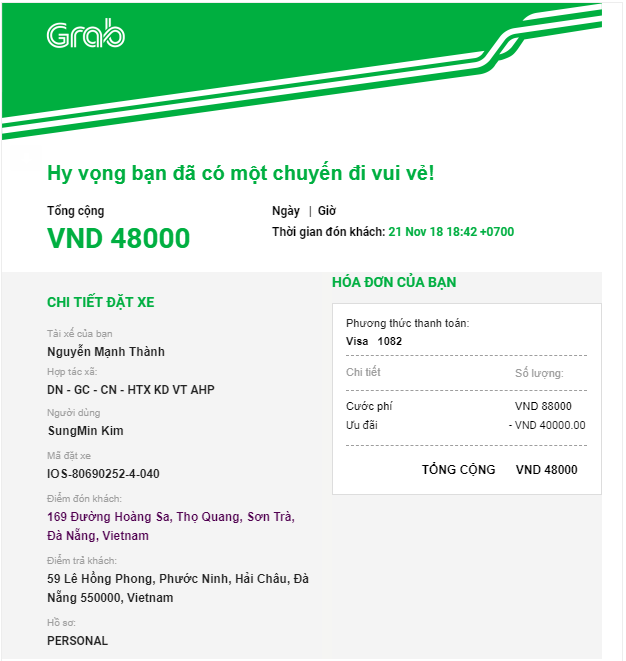 Grab
Hy vọng bạn đã có một chuyến đi vui vẻ!
Tổng cộng
VND 48000
Ngày | Giờ
Thời gian đón khách: 21 Nov 18 18:42 +0700
CHI TIẾT ĐẶT XE
Tài xế của bạn
Nguyễn Mạnh Thành
Hợp tác xã:
DN - GC - CN - HTX KD VT AHP
Người dùng
SungMin Kim
Mã đặt xe
IOS-80690252-4-040
Điểm đón khách:
169 Đường Hoàng Sa, Thọ Quang, Sơn Trà,
Đà Nẵng, Vietnam
Điểm trả khách:
59 Lê Hồng Phong, Phước Ninh, Hải Châu, Đà
Nẵng 550000, Vietnam
Hồ sơ:
PERSONAL
HÓA ĐƠN CỦA BẠN
Phương thức thanh toán:
Visa 1082
Chi tiết Số lượng:
Cước phí VND 88000
Ưu đãi - VND 40000.00
TỔNG CỘNG VND 48000